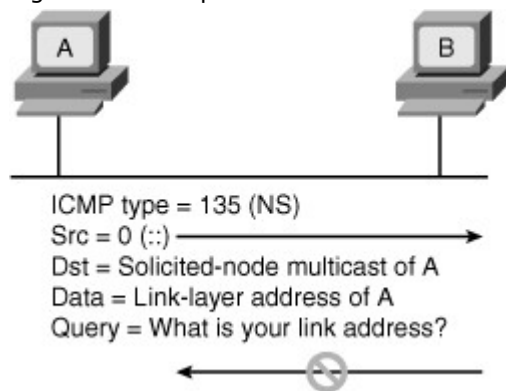 A
B
ICMP type = 135 (NS)
Src = 0 (::)
Dst = Solicited-node multicast of A
Data = Link-layer address of A
Query = What is your link address?